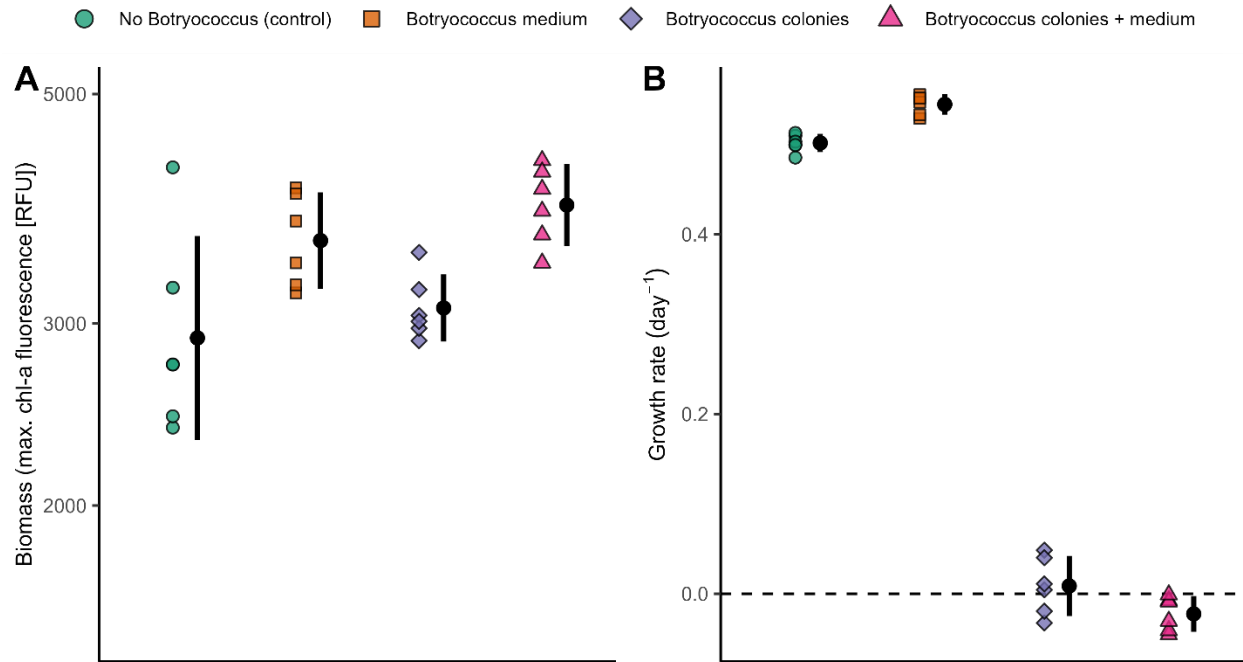 No Botryococcus (control) Botryococcus medium Botryococcus colonies Botryococcus colonies + medium
A
5000
3000
2000
Biomass (max. chl-a fluorescence [RFU])
B
0.4
0.2
0.0
Growth rate (day⁻¹)